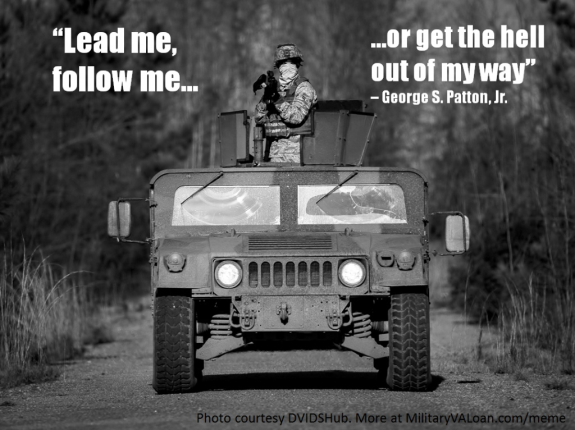 “Lead me,
follow me...
...or get the hell
out of my way”
– George S. Patton, Jr.
Photo courtesy DVIDSHub. More at MilitaryVALoan.com/meme